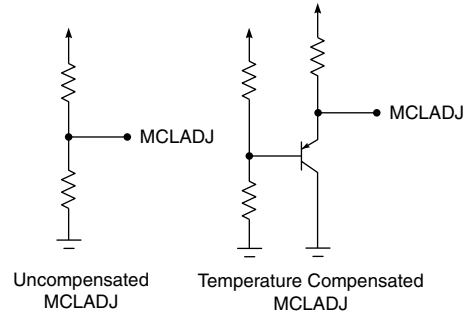 MCLADJ
MCLADJ
Uncompensated
MCLADJ
Temperature Compensated
MCLADJ